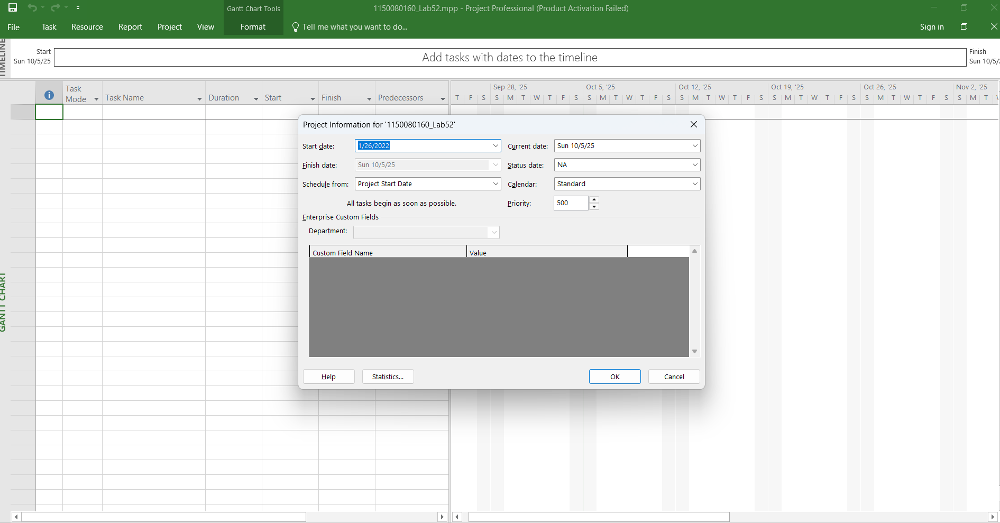 Gantt Chart Tools
1150080160_Lab52.mpp - Project Professional (Product Activation Failed)
File Task Resource Report Project View Format Tell me what you want to do... Sign in
TIMELINE
Start
Sun 10/5/25
Add tasks with dates to the timeline
Finish
Sun 10/5/
Task Mode Task Name Duration Start Finish Predecessors
Sep 28, '25 Oct 5, '25 Oct 12, '25 Oct 19, '25 Oct 26, '25 Nov 2, '25
T F S S M T W T F S S M T W T F S S M T W T F S S M T W T F S S M T W T F S S M T
GANTT CHART
Project Information for '1150080160_Lab52'
Start date: 1/26/2022 Current date: Sun 10/5/25
Finish date: Sun 10/5/25 Status date: NA
Schedule from: Project Start Date Calendar: Standard
All tasks begin as soon as possible. Priority: 500
Enterprise Custom Fields
Department:
Custom Field Name Value
Help Statistics... OK Cancel